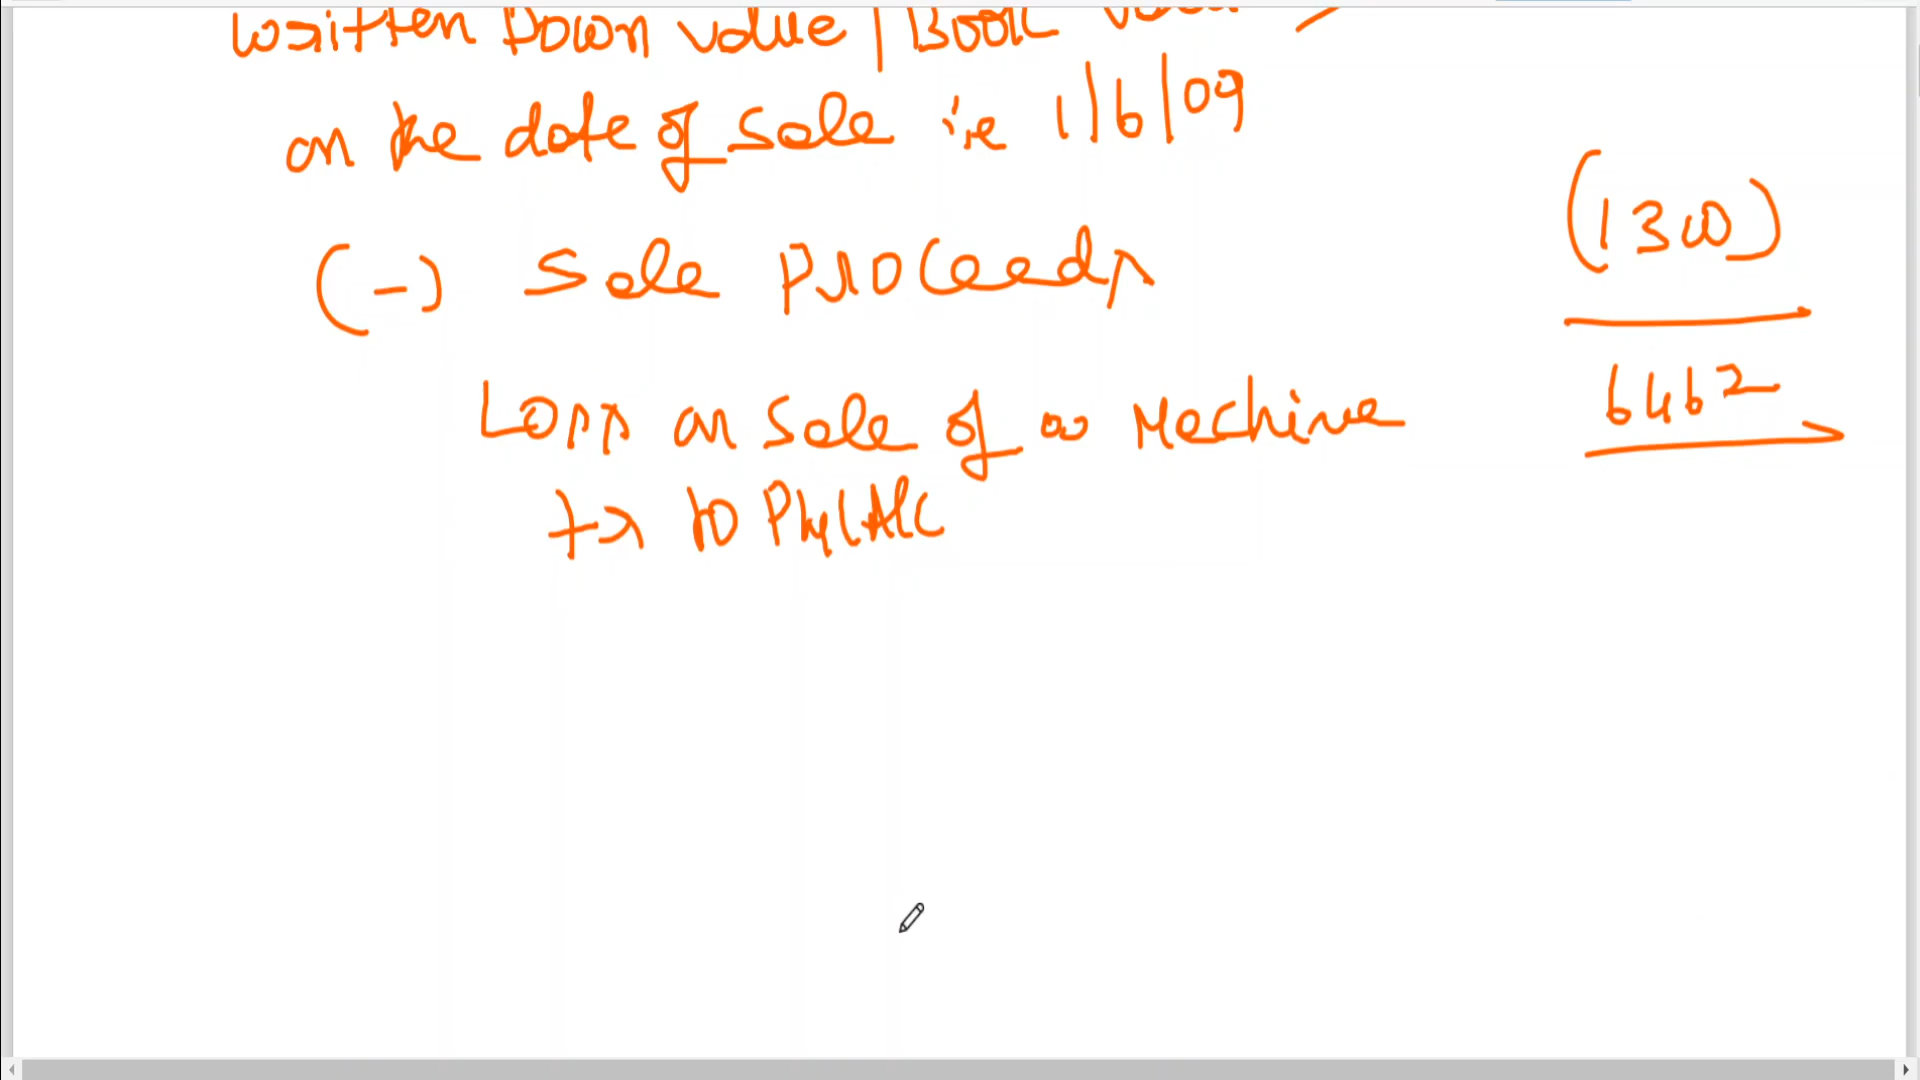 Written Down Value / Book Value
on the date of sale i.e 1/6/09
(-) Sale Proceeds (1300)
Loss on sale of Machine 6462
to P/L A/c